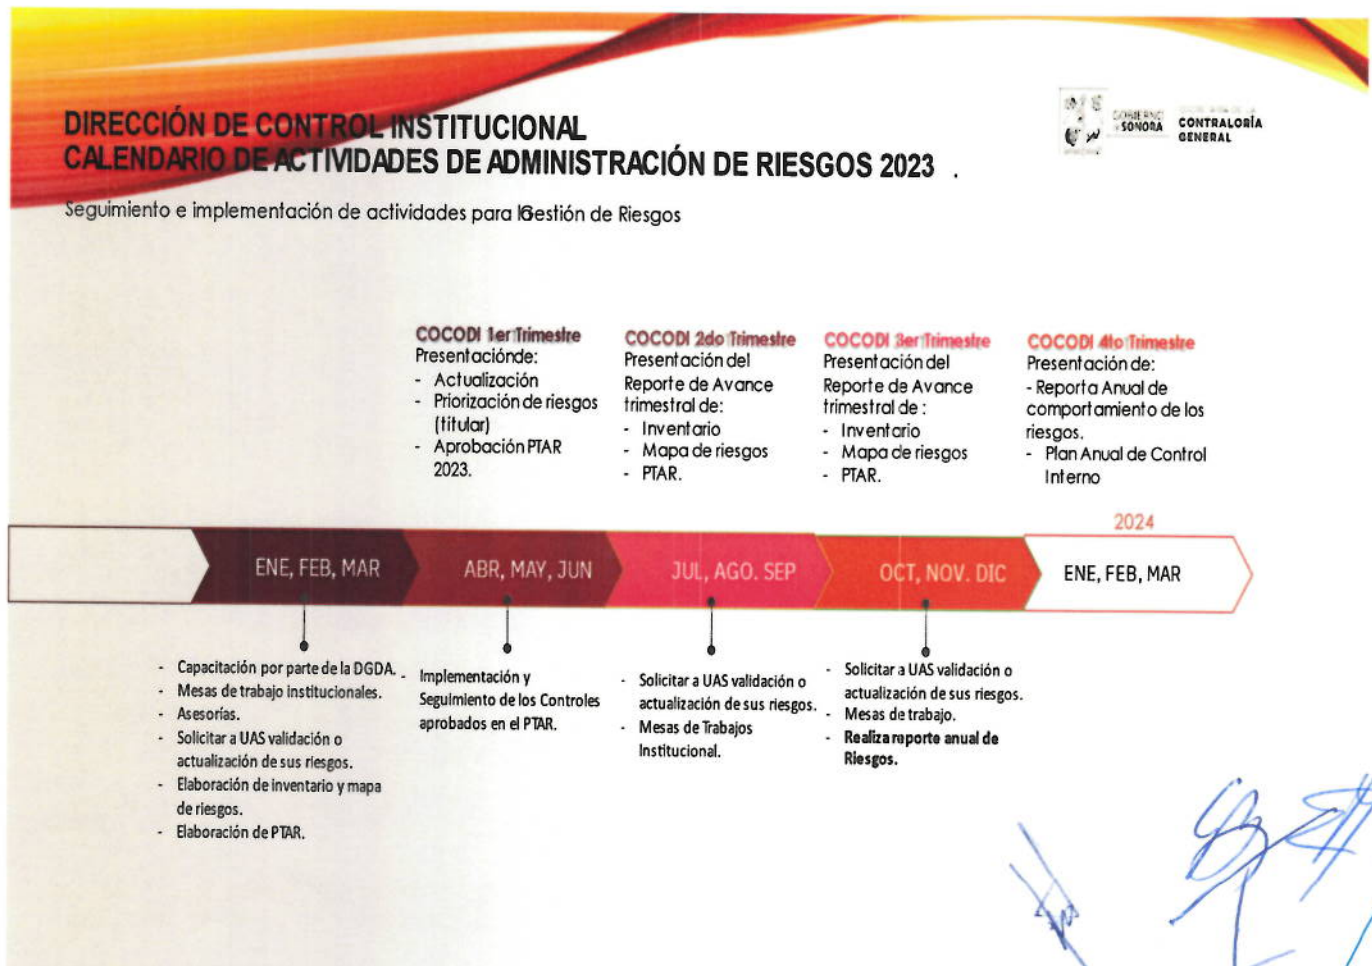 DIRECCIÓN DE CONTROL INSTITUCIONAL
CALENDARIO DE ACTIVIDADES DE ADMINISTRACIÓN DE RIESGOS 2023 .
Seguimiento e implementación de actividades para Gestión de Riesgos
GOBIERNO
SONORA
CONTRALORÍA
GENERAL
COCODI 1er Trimestre
Presentaciónde:
- Actualización
- Priorización de riesgos
(titular)
- Aprobación PTAR
2023.
COCODI 2do Trimestre
Presentación del
Reporte de Avance
trimestral de:
- Inventario
- Mapa de riesgos
- PTAR.
COCODI 3er Trimestre
Presentación del
Reporte de Avance
trimestral de :
- Inventario
- Mapa de riesgos
- PTAR.
COCODI 4to Trimestre
Presentación de:
- Reporta Anual de
comportamiento de los
riesgos.
- Plan Anual de Control
Interno
2024
ENE, FEB, MAR
ABR, MAY, JUN
JUL, AGO. SEP
OCT, NOV. DIC
ENE, FEB, MAR
- Capacitación por parte de la DGDA.
- Mesas de trabajo institucionales.
- Asesorías.
- Solicitar a UAS validación o
actualización de sus riesgos.
- Elaboración de inventario y mapa
de riesgos.
- Elaboración de PTAR.
- Implementación y
Seguimiento de los Controles
aprobados en el PTAR.
- Solicitar a UAS validación o
actualización de sus riesgos.
- Mesas de Trabajos
Institucional.
- Solicitar a UAS validación o
actualización de sus riesgos.
- Mesas de trabajo.
- Realiza reporte anual de
Riesgos.